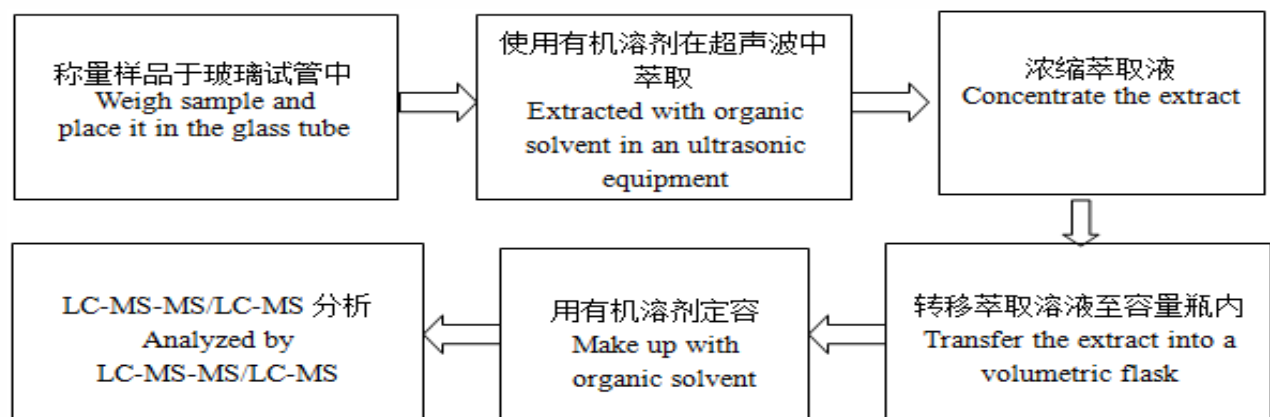 称量样品于玻璃试管中
Weigh sample and
place it in the glass tube
使用有机溶剂在超声波中
萃取
Extracted with organic
solvent in an ultrasonic
equipment
浓缩萃取液
Concentrate the extract
转移萃取溶液至容量瓶内
Transfer the extract into a
volumetric flask
用有机溶剂定容
Make up with
organic solvent
LC-MS-MS/LC-MS 分析
Analyzed by
LC-MS-MS/LC-MS